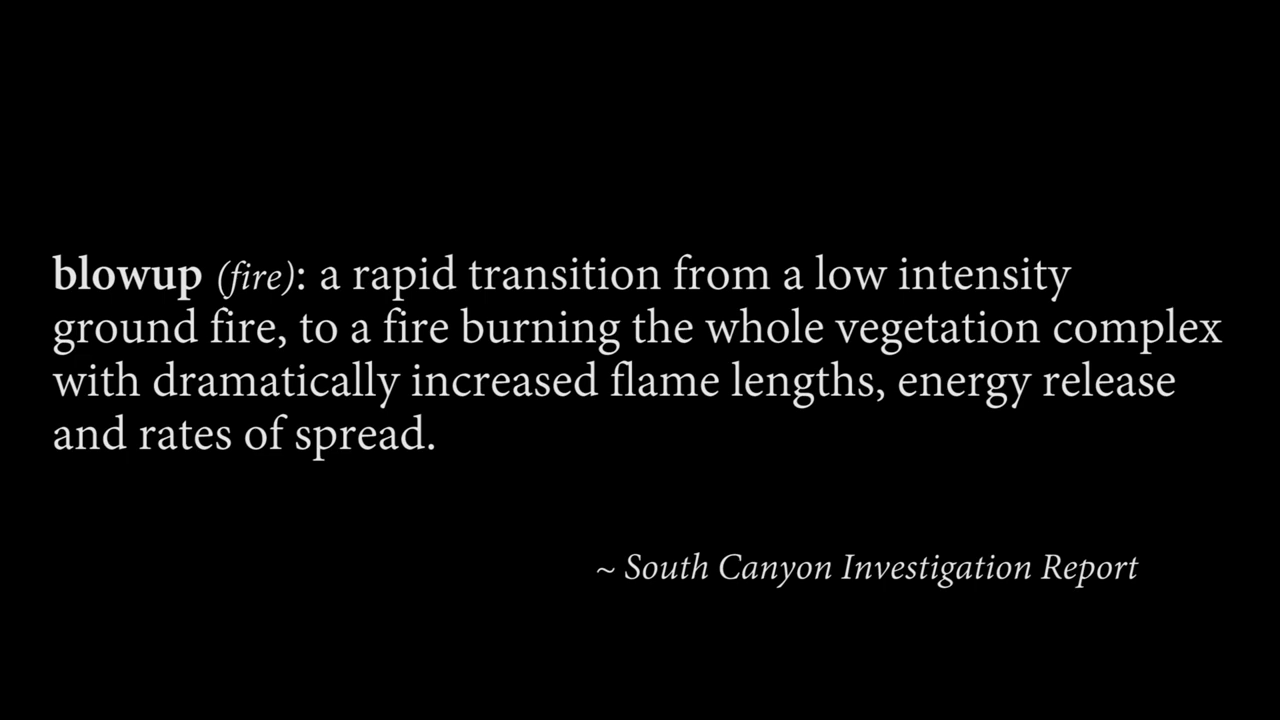 blowup (fire): a rapid transition from a low intensity
ground fire, to a fire burning the whole vegetation complex
with dramatically increased flame lengths, energy release
and rates of spread.
~ South Canyon Investigation Report